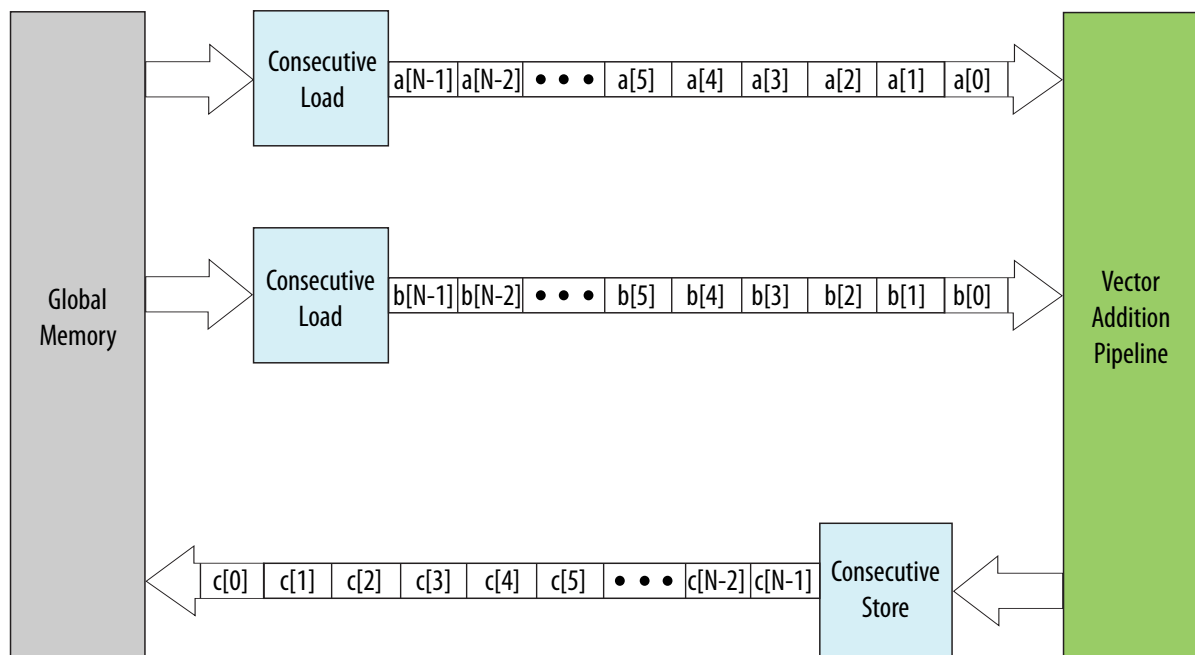 Consecutive
Load
a[N-1] a[N-2] • • • a[5] a[4] a[3] a[2] a[1] a[0]
Consecutive
Load
b[N-1] b[N-2] • • • b[5] b[4] b[3] b[2] b[1] b[0]
Global
Memory
Vector
Addition
Pipeline
c[0] c[1] c[2] c[3] c[4] c[5] • • • c[N-2] c[N-1]
Consecutive
Store